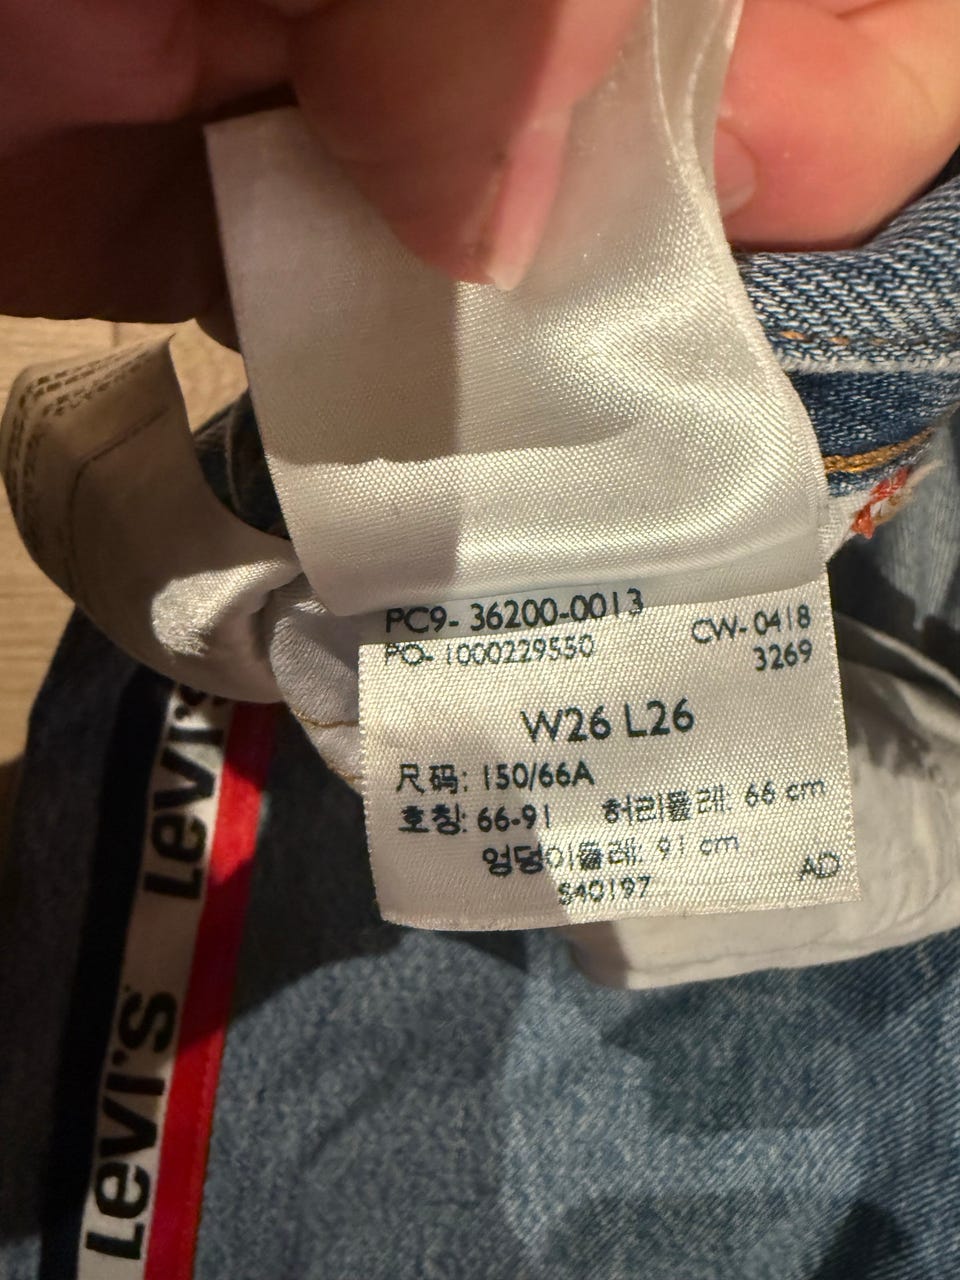 PC9- 36200-0013
PO- 1000229550
CW- 0418
3269
W26 L26
尺码: 150/66A
호칭: 66-91 허리둘레: 66 cm
엉덩이둘레: 91 cm
S40197
AD
Levi's
Levi's